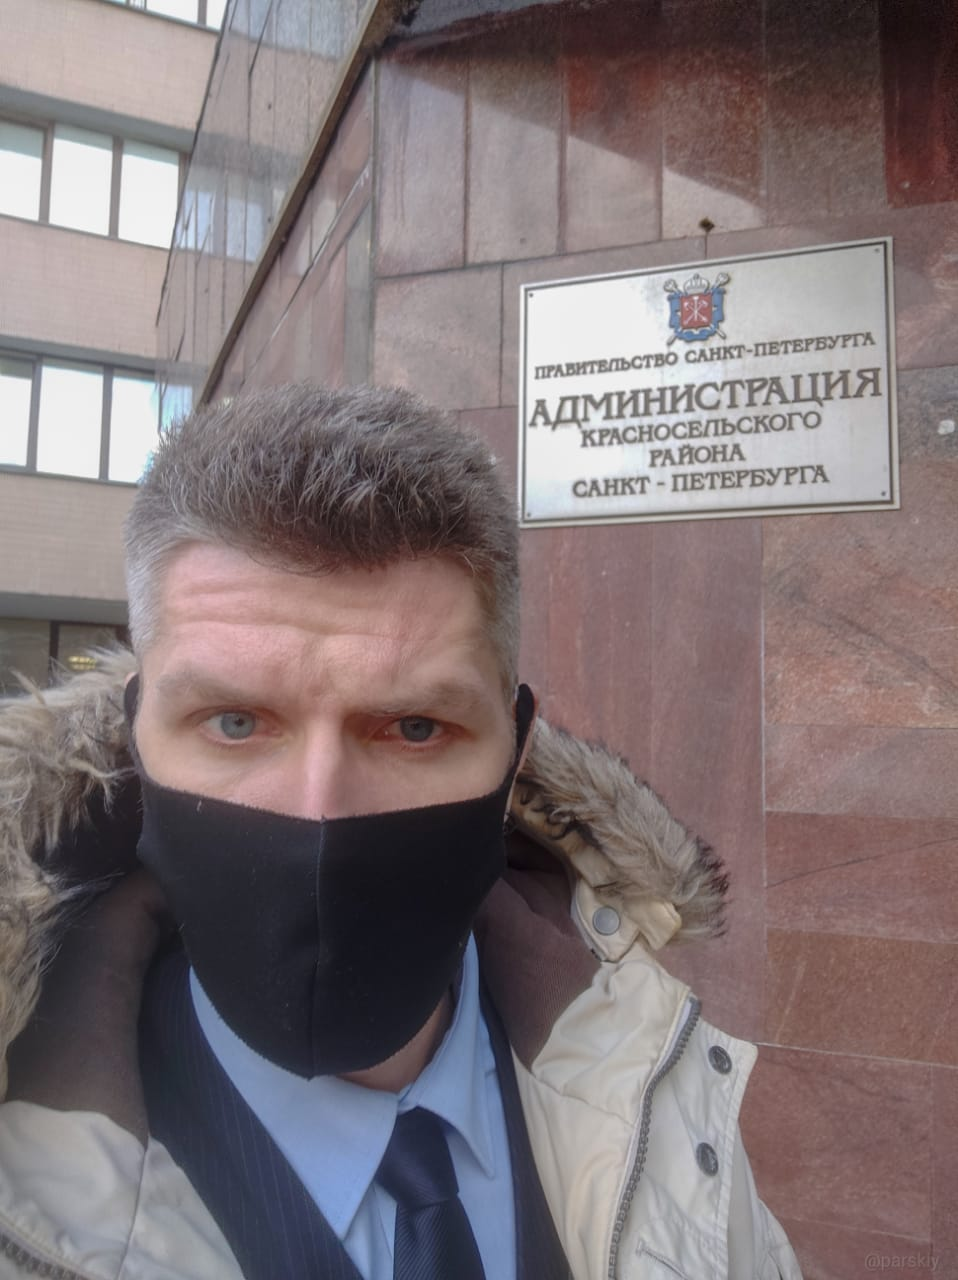 ПРАВИТЕЛЬСТВО САНКТ-ПЕТЕРБУРГА
АДМИНИСТРАЦИЯ
КРАСНОСЕЛЬСКОГО
РАЙОНА
САНКТ - ПЕТЕРБУРГА
@parskiy